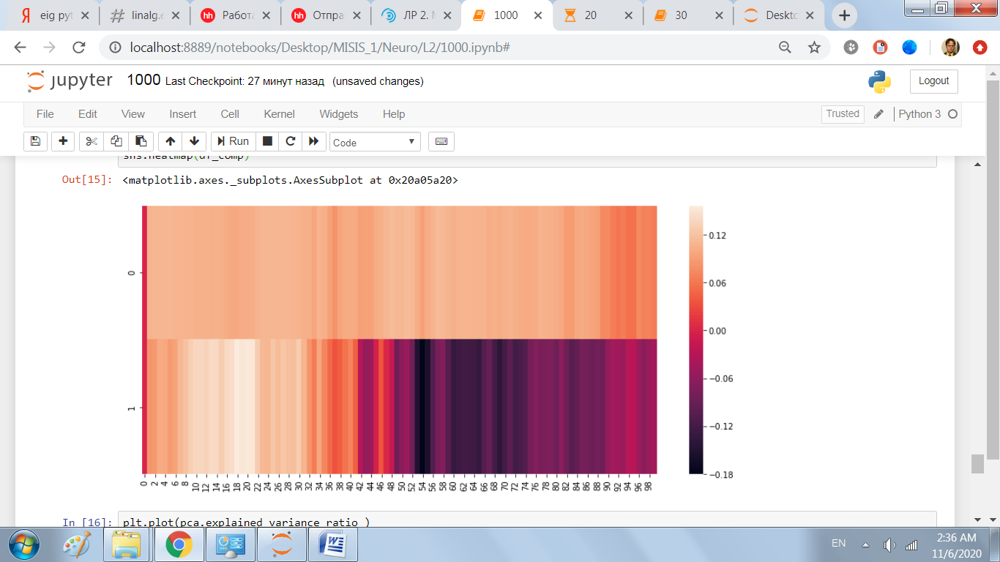 eig pyt linalg.e Работа Отпра ЛР 2. М 1000 20 30 Deskto
localhost:8889/notebooks/Desktop/MISIS_1/Neuro/L2/1000.ipynb#
jupyter 1000 Last Checkpoint: 27 минут назад (unsaved changes) Logout
File Edit View Insert Cell Kernel Widgets Help Trusted Python 3
Run Code
sns.heatmap(df_comp)
Out[15]: <matplotlib.axes._subplots.AxesSubplot at 0x20a05a20>
0
1
0.12
0.06
0.00
−0.06
−0.12
−0.18
0 2 4 6 8 10 12 14 16 18 20 22 24 26 28 30 32 34 36 38 40 42 44 46 48 50 52 54 56 58 60 62 64 66 68 70 72 74 76 78 80 82 84 86 88 90 92 94 96 98
In [16]: plt.plot(pca.explained_variance_ratio_)
EN 2:36 AM
11/6/2020